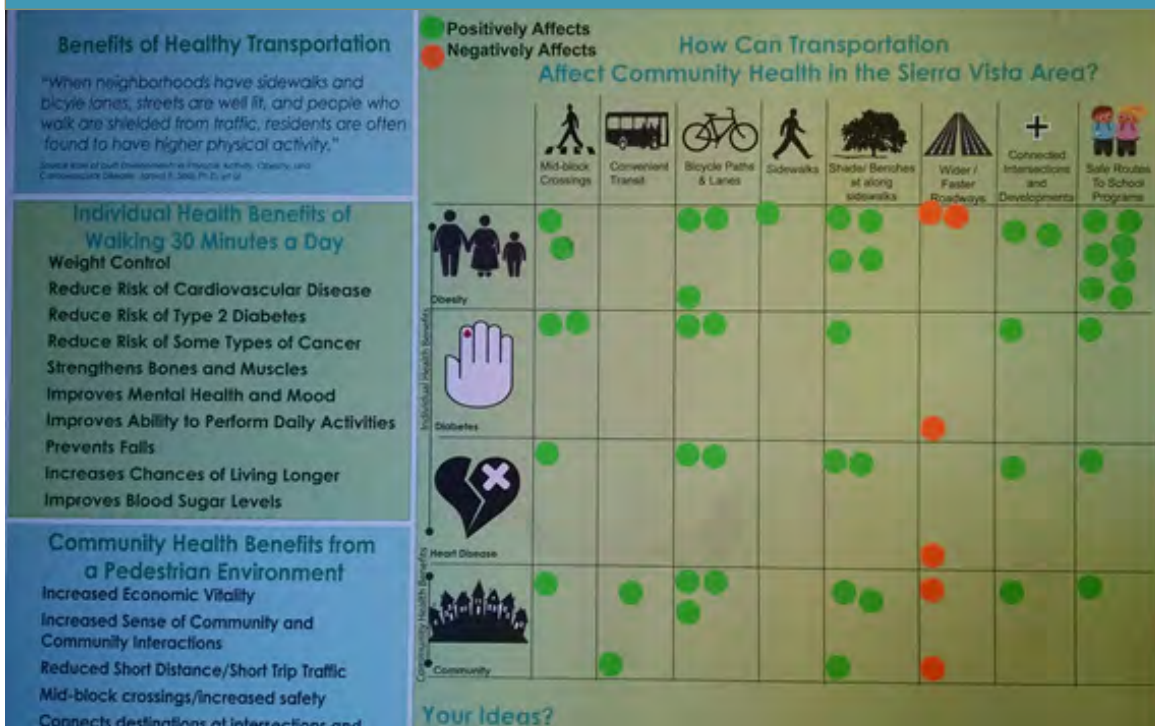 Benefits of Healthy Transportation
"When neighborhoods have sidewalks and
bicyle lanes, streets are well lit, and people who
walk are shielded from traffic, residents are often
found to have higher physical activity."
Individual Health Benefits of
Walking 30 Minutes a Day
Weight Control
Reduce Risk of Cardiovascular Disease
Reduce Risk of Type 2 Diabetes
Reduce Risk of Some Types of Cancer
Strengthens Bones and Muscles
Improves Mental Health and Mood
Improves Ability to Perform Daily Activities
Prevents Falls
Increases Chances of Living Longer
Improves Blood Sugar Levels
Community Health Benefits from
a Pedestrian Environment
Increased Economic Vitality
Increased Sense of Community and
Community Interactions
Reduced Short Distance/Short Trip Traffic
Mid-block crossings/increased safety
Connects destinations at intersections and
Positively Affects
Negatively Affects
How Can Transportation
Affect Community Health in the Sierra Vista Area?
Mid-block
Crossings
Convenient
Transit
Bicycle Paths
& Lanes
Sidewalks
Shade/ Benches
at along
sidewalks
Wider /
Faster
Roadways
Connected
Intersections
and
Developments
Safe Routes
To School
Programs
Individual Health Benefits
Obesity
Diabetes
Heart Disease
Community Health Benefits
Community
Your Ideas?